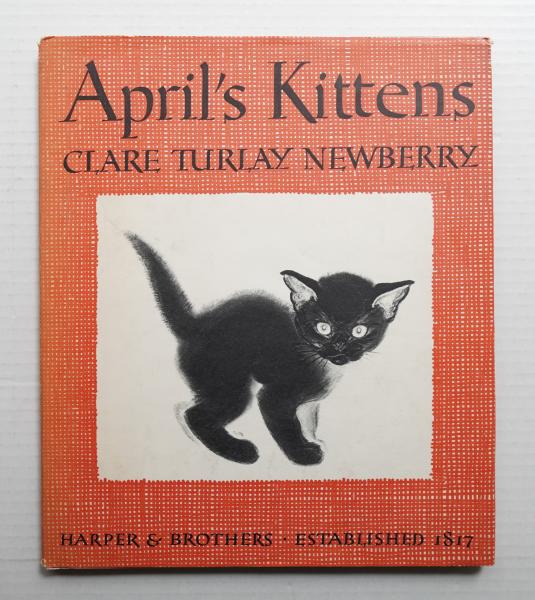 April's Kittens
CLARE TURLAY NEWBERRY
HARPER & BROTHERS · ESTABLISHED 1817